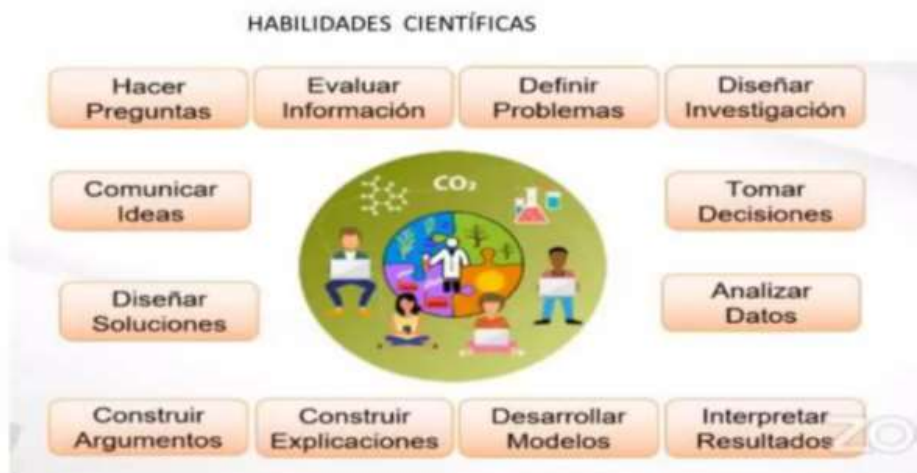 HABILIDADES CIENTÍFICAS
Hacer
Preguntas
Evaluar
Información
Definir
Problemas
Diseñar
Investigación
Comunicar
Ideas
CO₂
Tomar
Decisiones
Diseñar
Soluciones
Analizar
Datos
Construir
Argumentos
Construir
Explicaciones
Desarrollar
Modelos
Interpretar
Resultados